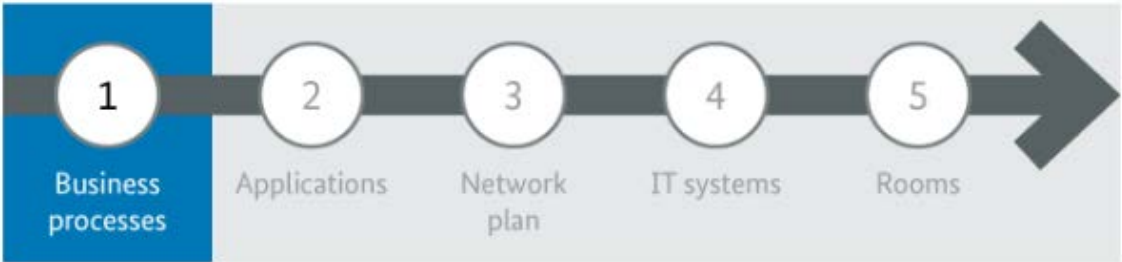 1
2
3
4
5
Business
processes
Applications
Network
plan
IT systems
Rooms